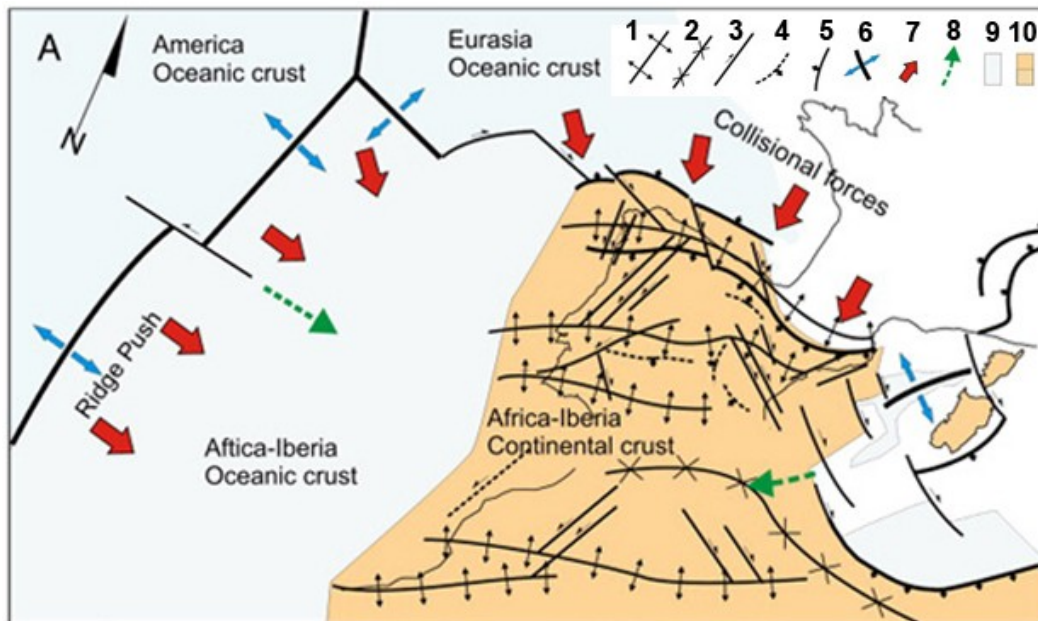 A
America
Oceanic crust
Eurasia
Oceanic crust
1 2 3 4 5 6 7 8 9 10
N
Collisional forces
Ridge Push
Aftica-Iberia
Oceanic crust
Africa-Iberia
Continental crust